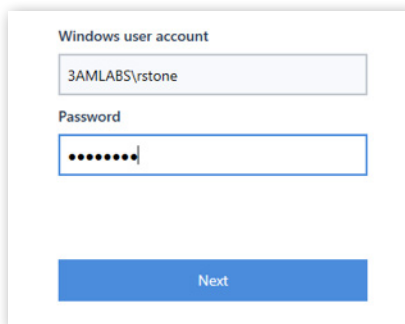 Windows user account
3AMLABS\rstone
Password
••••••••
Next